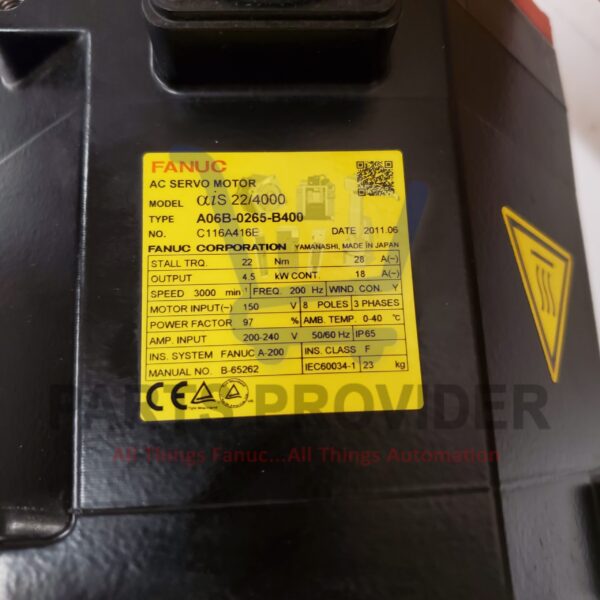 FANUC
AC SERVO MOTOR
MODEL αiS 22/4000
TYPE A06B-0265-B400
NO. C116A416E DATE 2011.06
FANUC CORPORATION YAMANASHI, MADE IN JAPAN
STALL TRQ. 22 Nm 28 A(~)
OUTPUT 4.5 kW CONT. 18 A(~)
SPEED 3000 min⁻¹ FREQ. 200 Hz WIND. CON. Y
MOTOR INPUT(~) 150 V 8 POLES 3 PHASES
POWER FACTOR 97 % AMB. TEMP. 0-40 ℃
AMP. INPUT 200-240 V 50/60 Hz IP65
INS. SYSTEM FANUC A-200 INS. CLASS F
MANUAL NO. B-65262 IEC60034-1 23 kg
CE
PARTS PROVIDER
All Things Fanuc...All Things Automation